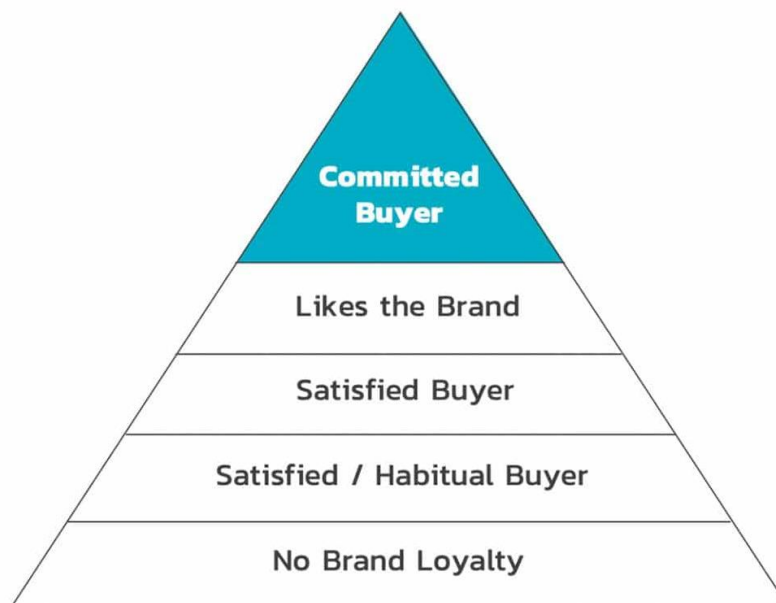 Committed
Buyer
Likes the Brand
Satisfied Buyer
Satisfied / Habitual Buyer
No Brand Loyalty